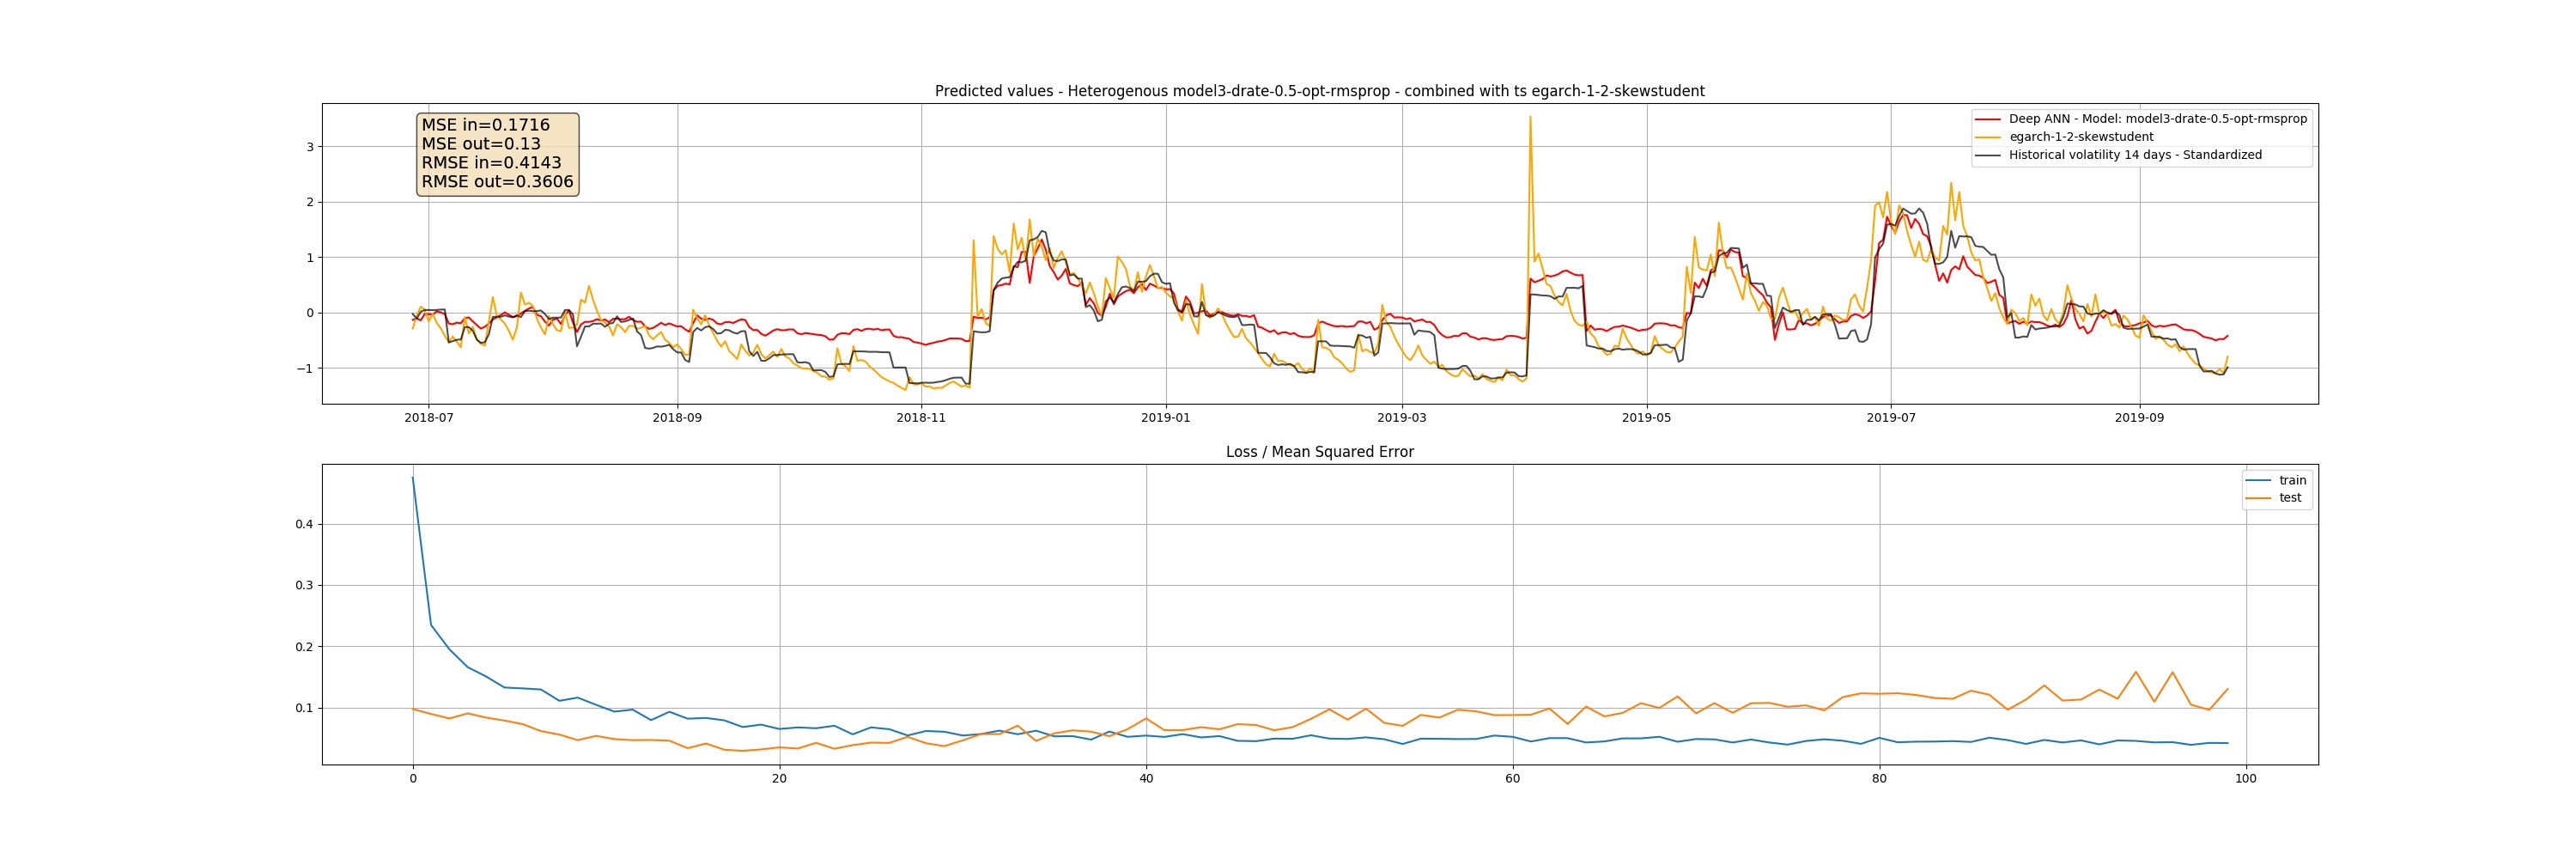 Predicted values - Heterogenous model3-drate-0.5-opt-rmsprop - combined with ts egarch-1-2-skewstudent
MSE in=0.1716
MSE out=0.13
RMSE in=0.4143
RMSE out=0.3606
Deep ANN - Model: model3-drate-0.5-opt-rmsprop
egarch-1-2-skewstudent
Historical volatility 14 days - Standardized
3
2
1
0
−1
2018-07 2018-09 2018-11 2019-01 2019-03 2019-05 2019-07 2019-09
Loss / Mean Squared Error
train
test
0.4
0.3
0.2
0.1
0 20 40 60 80 100